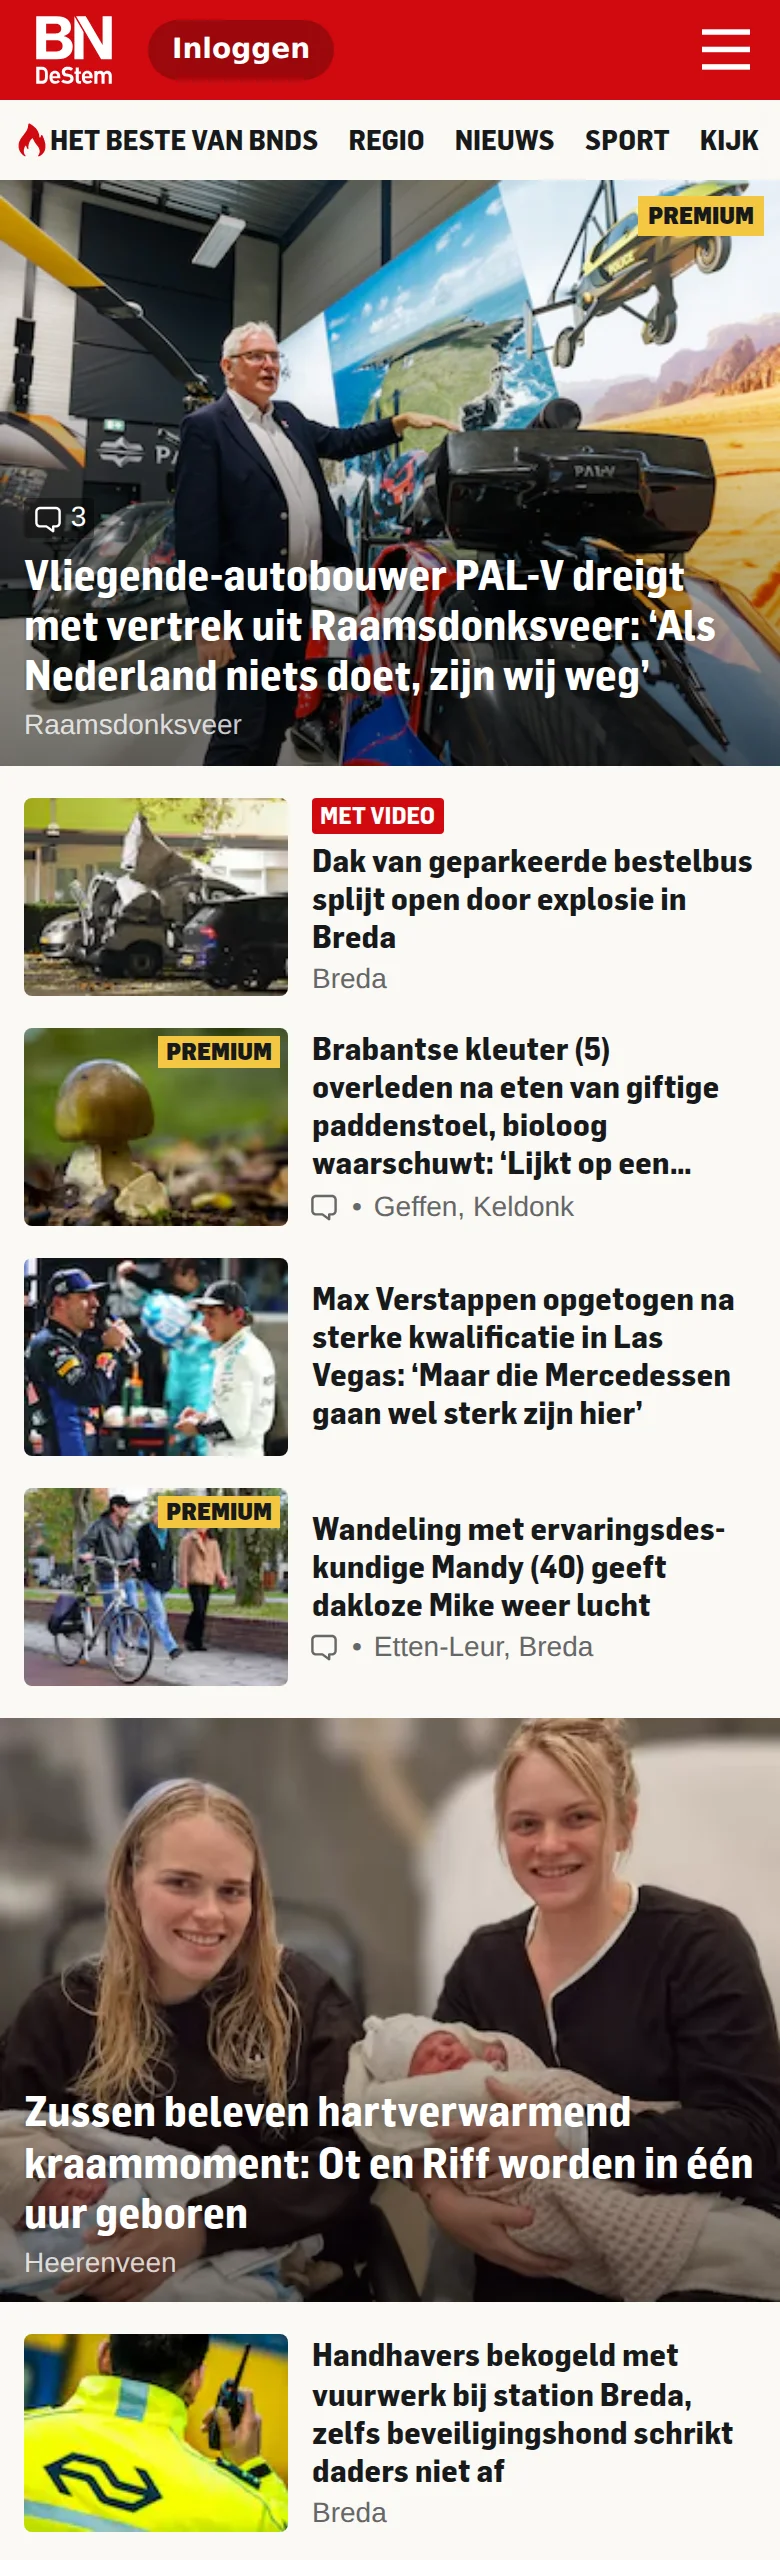 BN
DeStem
Inloggen
HET BESTE VAN BNDS REGIO NIEUWS SPORT KIJK
PREMIUM
POLICE
PAL-V
3
Vliegende-autobouwer PAL-V dreigt
met vertrek uit Raamsdonksveer: ‘Als
Nederland niets doet, zijn wij weg’
Raamsdonksveer
MET VIDEO
Dak van geparkeerde bestelbus
splijt open door explosie in
Breda
Breda
PREMIUM
Brabantse kleuter (5)
overleden na eten van giftige
paddenstoel, bioloog
waarschuwt: ‘Lijkt op een...
• Geffen, Keldonk
Max Verstappen opgetogen na
sterke kwalificatie in Las
Vegas: ‘Maar die Mercedessen
gaan wel sterk zijn hier’
PREMIUM
Wandeling met ervaringsdes-
kundige Mandy (40) geeft
dakloze Mike weer lucht
• Etten-Leur, Breda
Zussen beleven hartverwarmend
kraammoment: Ot en Riff worden in één
uur geboren
Heerenveen
Handhavers bekogeld met
vuurwerk bij station Breda,
zelfs beveiligingshond schrikt
daders niet af
Breda